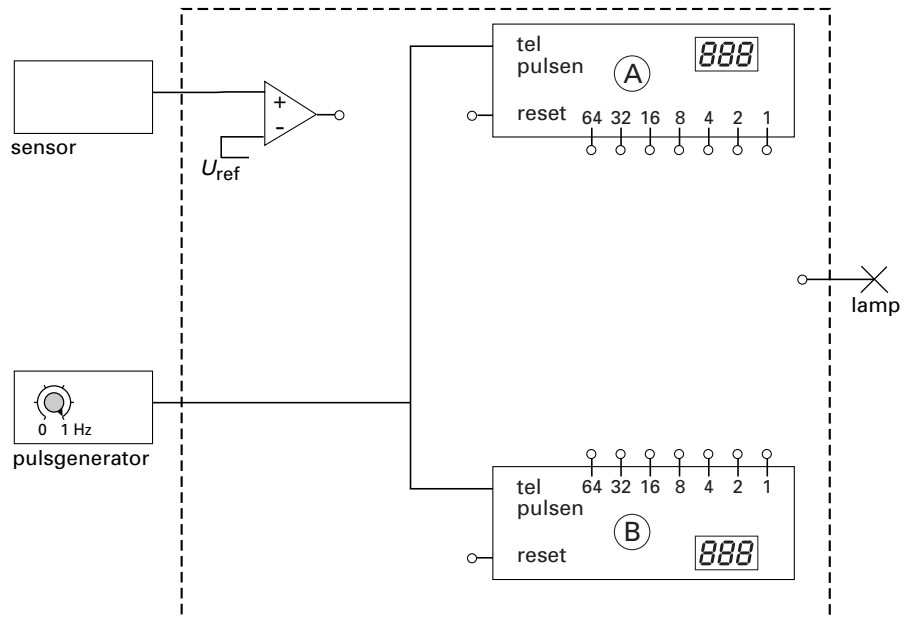 tel
pulsen
A
888
reset
64 32 16 8 4 2 1
sensor
+
-
Uref
lamp
0 1 Hz
pulsgenerator
64 32 16 8 4 2 1
tel
pulsen
B
reset
888